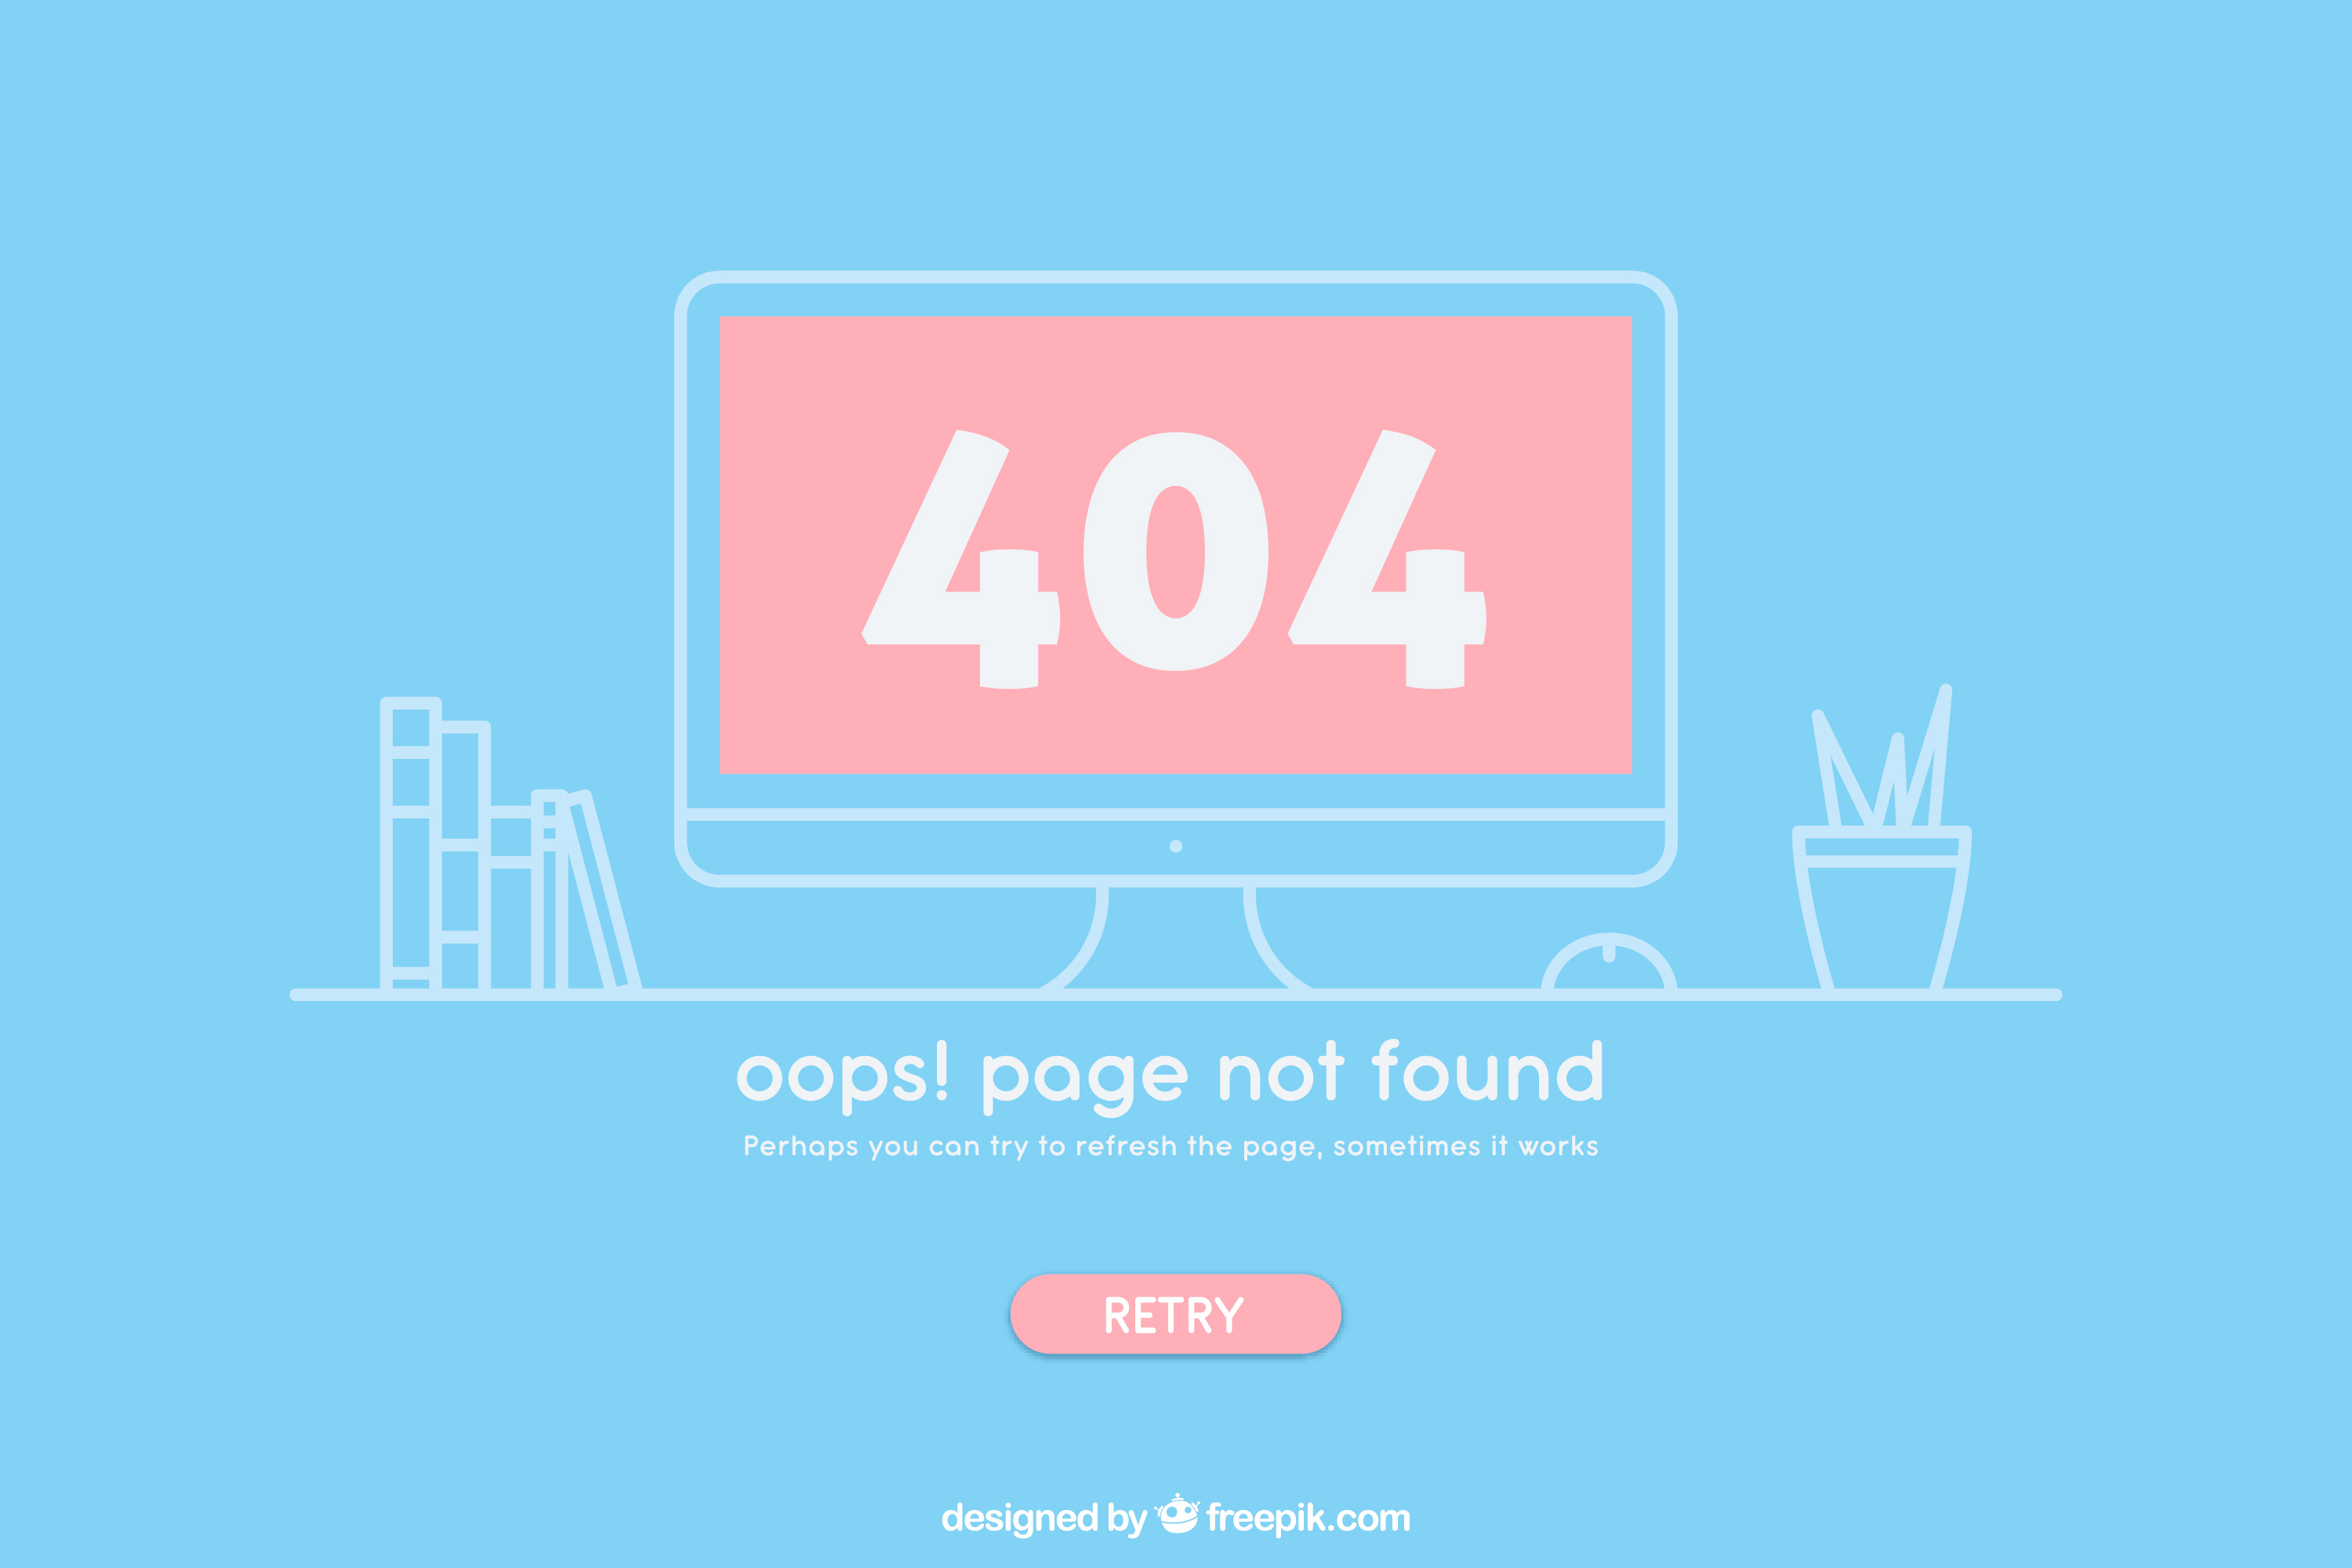 404
oops! page not found
Perhaps you can try to refresh the page, sometimes it works
RETRY
designed by freepik.com